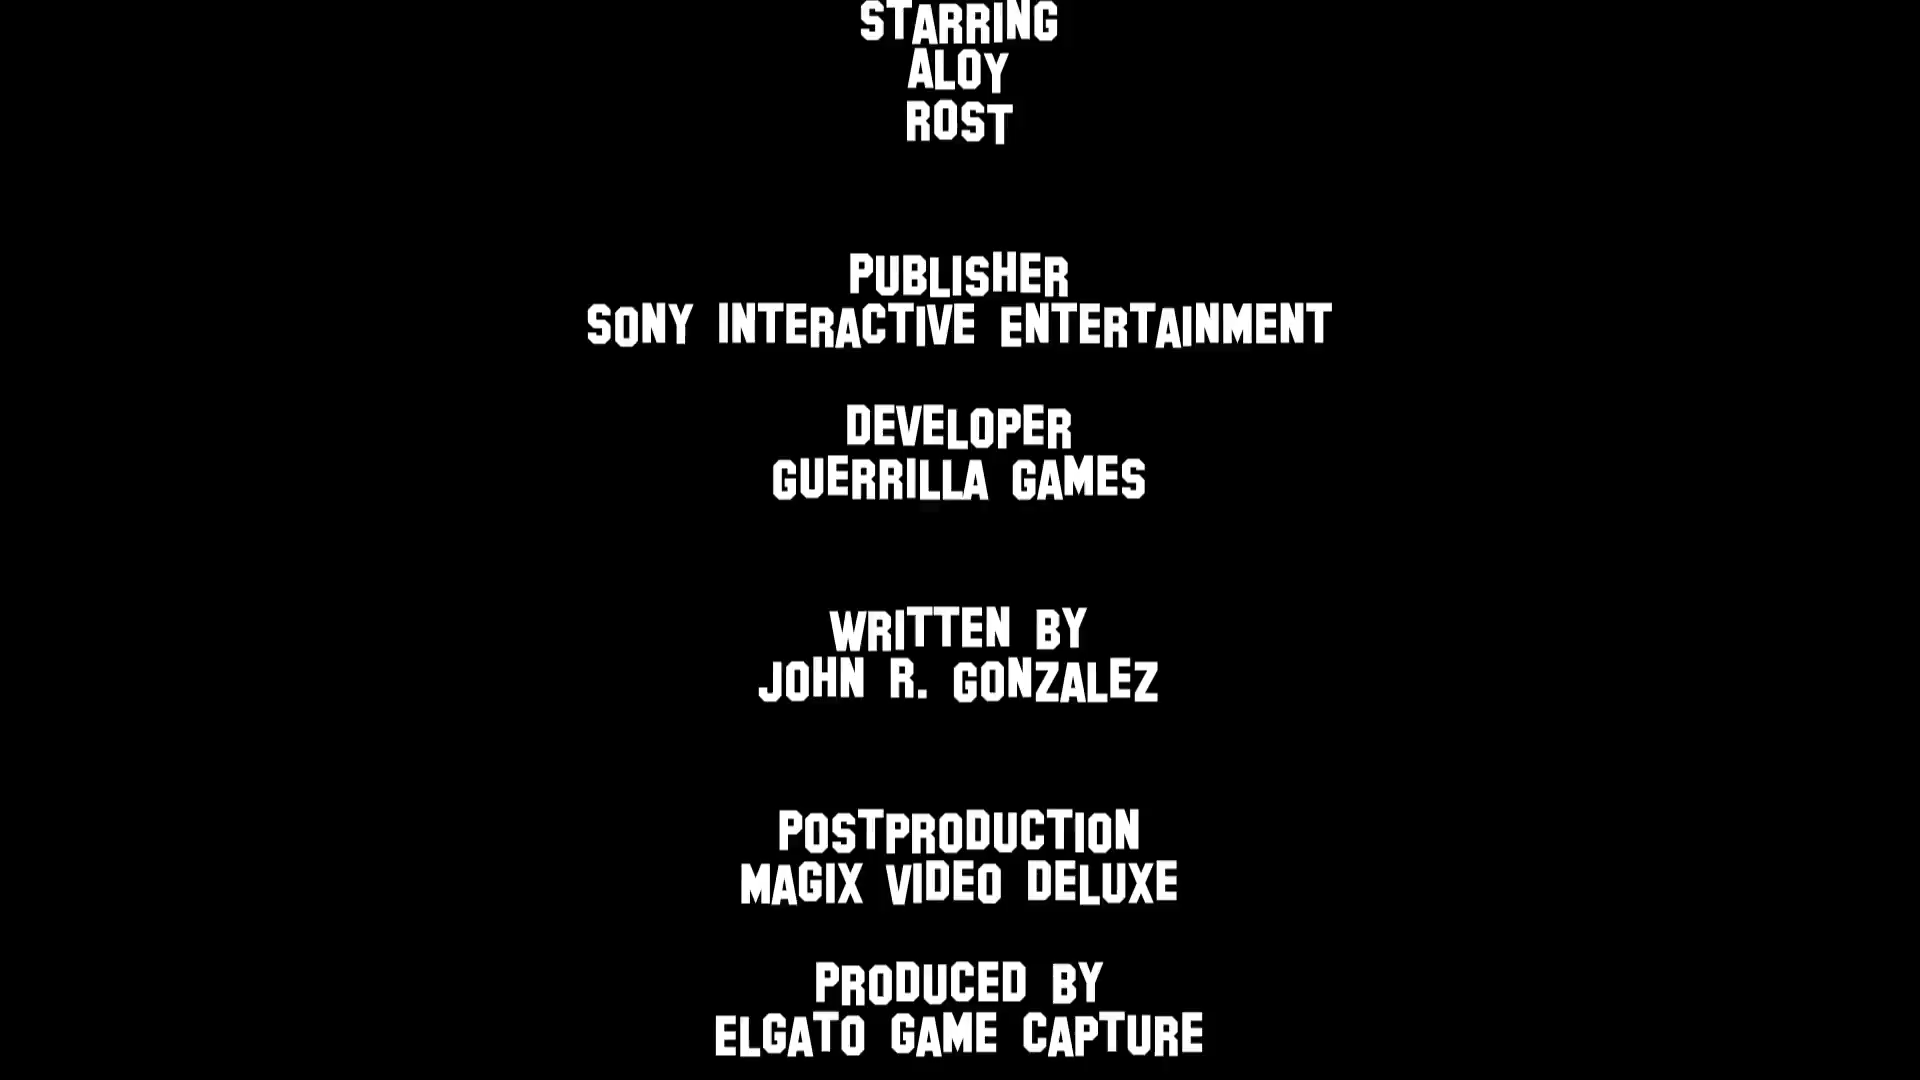 STARRING
ALOY
ROST
PUBLISHER
SONY INTERACTIVE ENTERTAINMENT
DEVELOPER
GUERRILLA GAMES
WRITTEN BY
JOHN R. GONZALEZ
POSTPRODUCTION
MAGIX VIDEO DELUXE
PRODUCED BY
ELGATO GAME CAPTURE